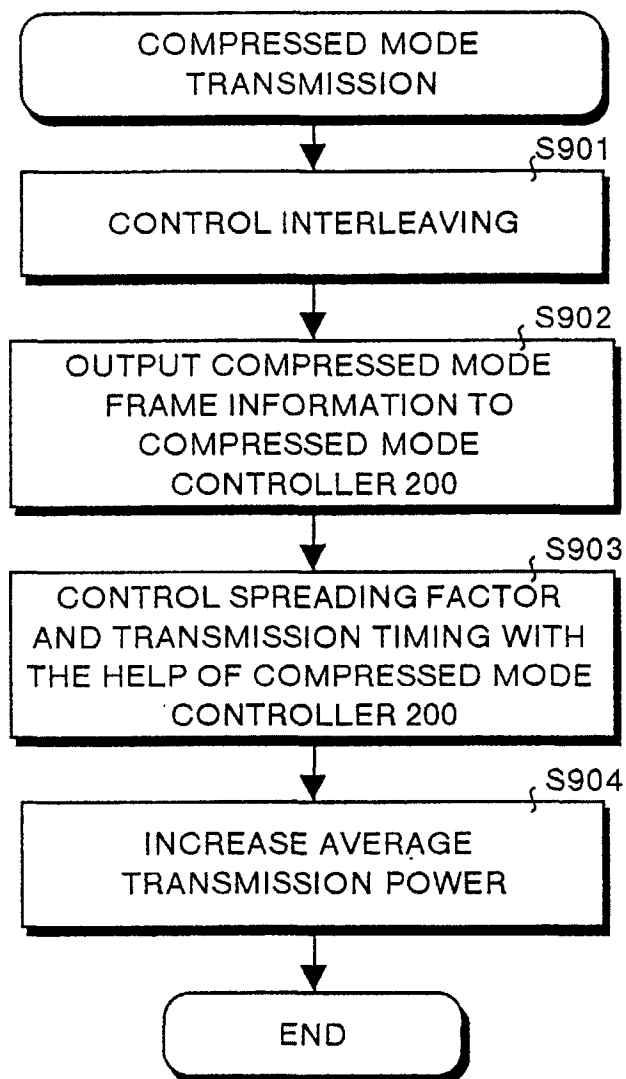 COMPRESSED MODE
TRANSMISSION
S901
CONTROL INTERLEAVING
S902
OUTPUT COMPRESSED MODE
FRAME INFORMATION TO
COMPRESSED MODE
CONTROLLER 200
S903
CONTROL SPREADING FACTOR
AND TRANSMISSION TIMING WITH
THE HELP OF COMPRESSED MODE
CONTROLLER 200
S904
INCREASE AVERAGE
TRANSMISSION POWER
END